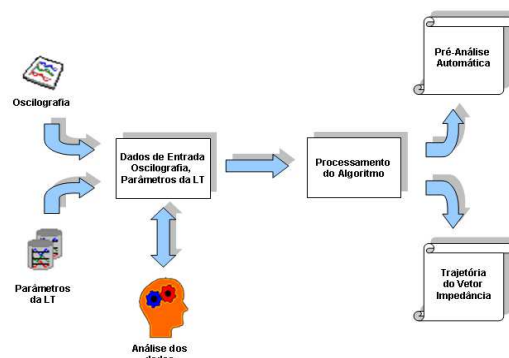 Oscilografia
Parâmetros
da LT
Dados de Entrada
Oscilografia,
Parâmetros da LT
Análise dos
dados
Processamento
do Algoritmo
Pré-Análise
Automática
Trajetória
do Vetor
Impedância